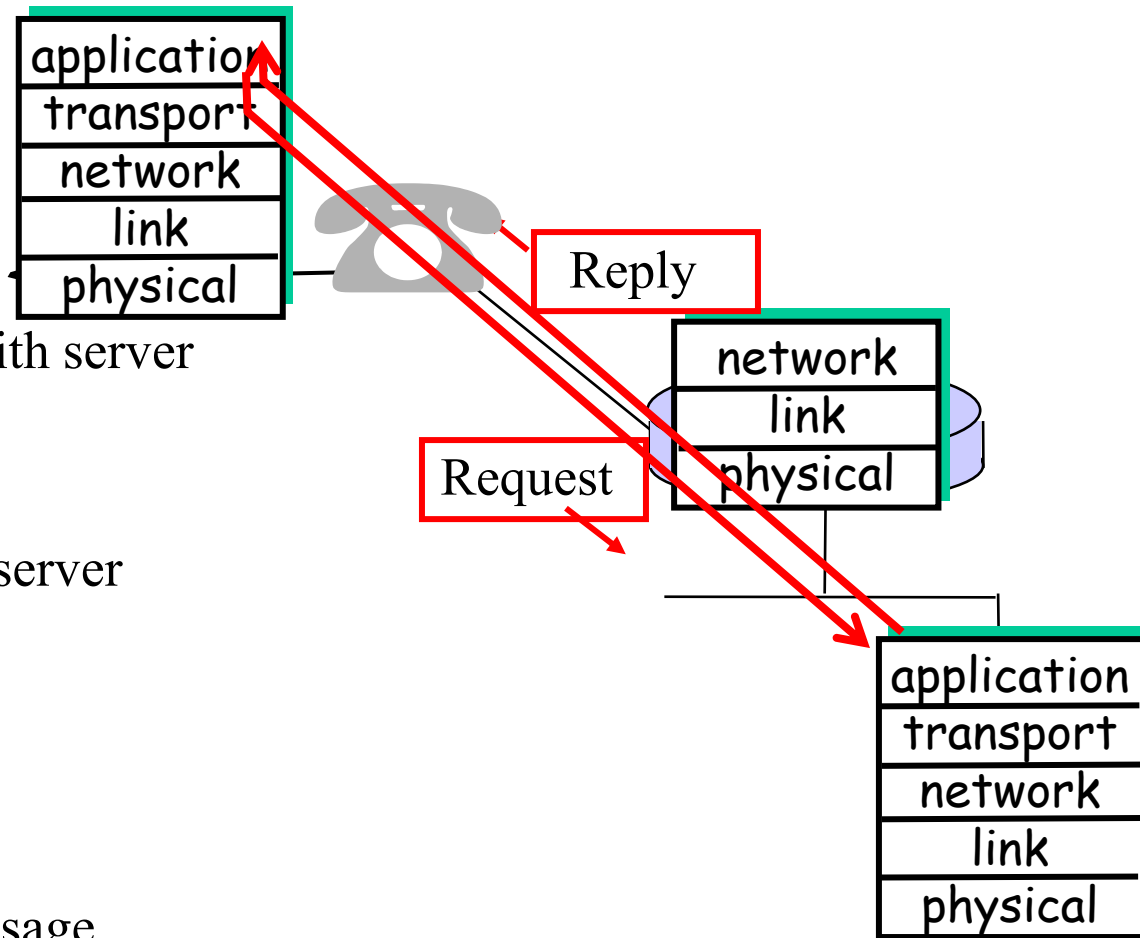 application
transport
network
link
physical
Reply
ith server
network
link
physical
Request
server
application
transport
network
link
physical
sage